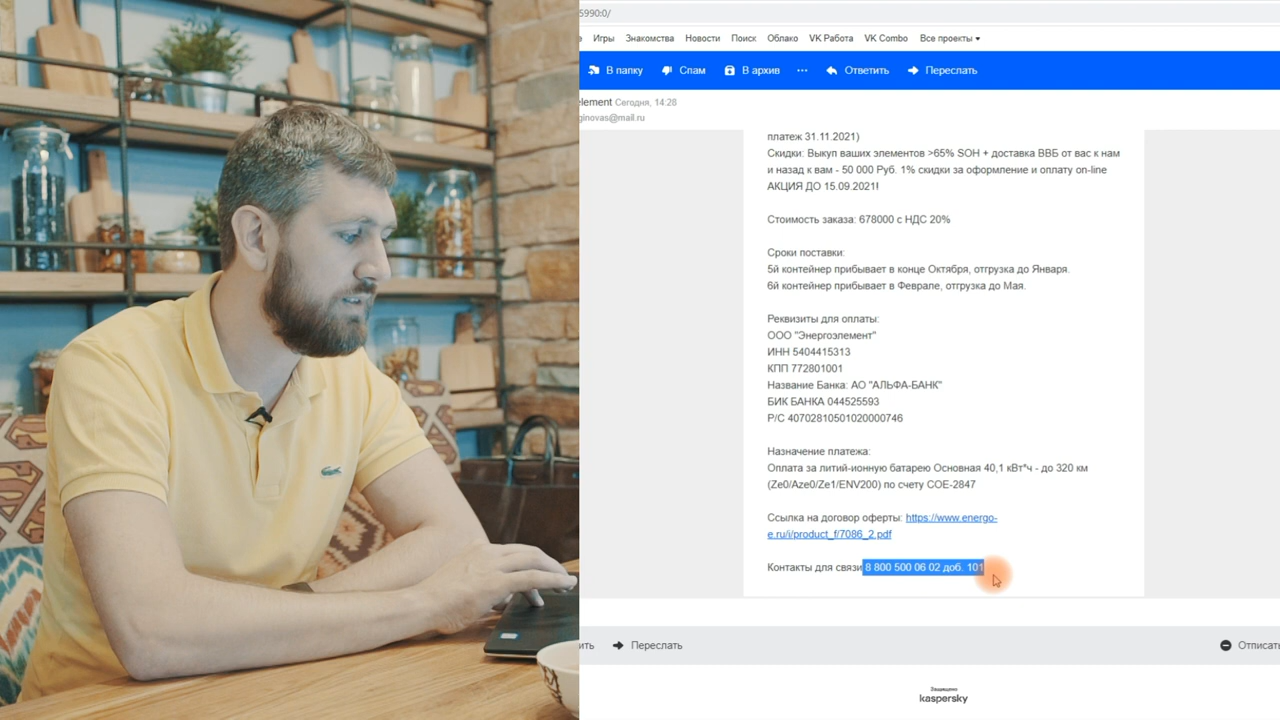 5990:0/
Игры Знакомства Новости Поиск Облако VK Работа VK Combo Все проекты
В папку Спам В архив Ответить Переслать
element Сегодня, 14:28
ginovas@mail.ru
платеж 31.11.2021)
Скидки: Выкуп ваших элементов >65% SOH + доставка ВВБ от вас к нам
и назад к вам - 50 000 Руб. 1% скидки за оформление и оплату on-line
АКЦИЯ ДО 15.09.2021!
Стоимость заказа: 678000 с НДС 20%
Сроки поставки:
5й контейнер прибывает в конце Октября, отгрузка до Января.
6й контейнер прибывает в Феврале, отгрузка до Мая.
Реквизиты для оплаты:
ООО "Энергоэлемент"
ИНН 5404415313
КПП 772801001
Название Банка: АО "АЛЬФА-БАНК"
БИК БАНКА 044525593
Р/С 40702810501020000746
Назначение платежа:
Оплата за литий-ионную батарею Основная 40,1 кВт*ч - до 320 км
(Ze0/Aze0/Ze1/ENV200) по счету COE-2847
Ссылка на договор оферты: https://www.energo-
e.ru/i/product_f/7086_2.pdf
Контакты для связи 8 800 500 06 02 доб. 101
ить Переслать Отписать
Защищено
kaspersky